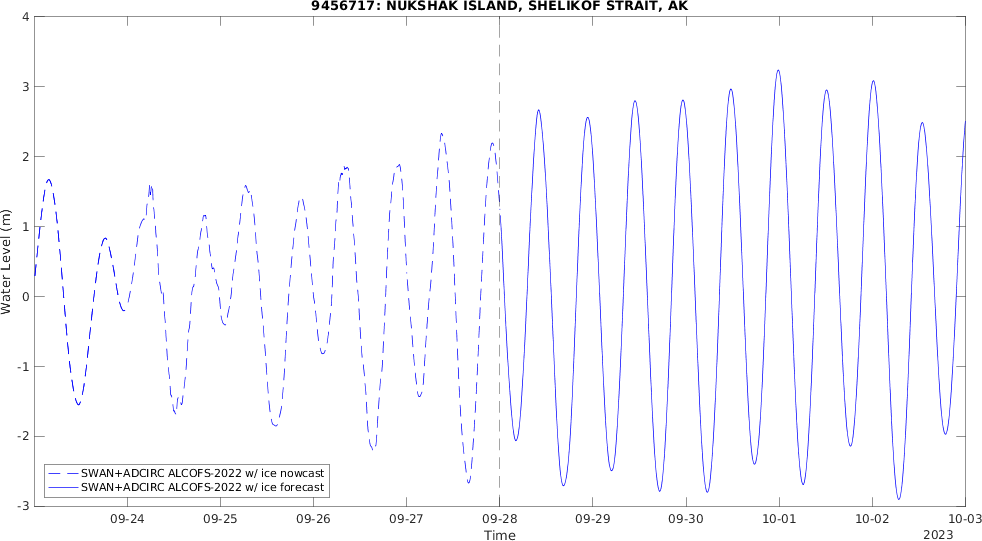 9456717: NUKSHAK ISLAND, SHELIKOF STRAIT, AK
Water Level (m)
4
3
2
1
0
-1
-2
-3
SWAN+ADCIRC ALCOFS-2022 w/ ice nowcast
SWAN+ADCIRC ALCOFS-2022 w/ ice forecast
09-24 09-25 09-26 09-27 09-28 09-29 09-30 10-01 10-02 10-03
Time
2023